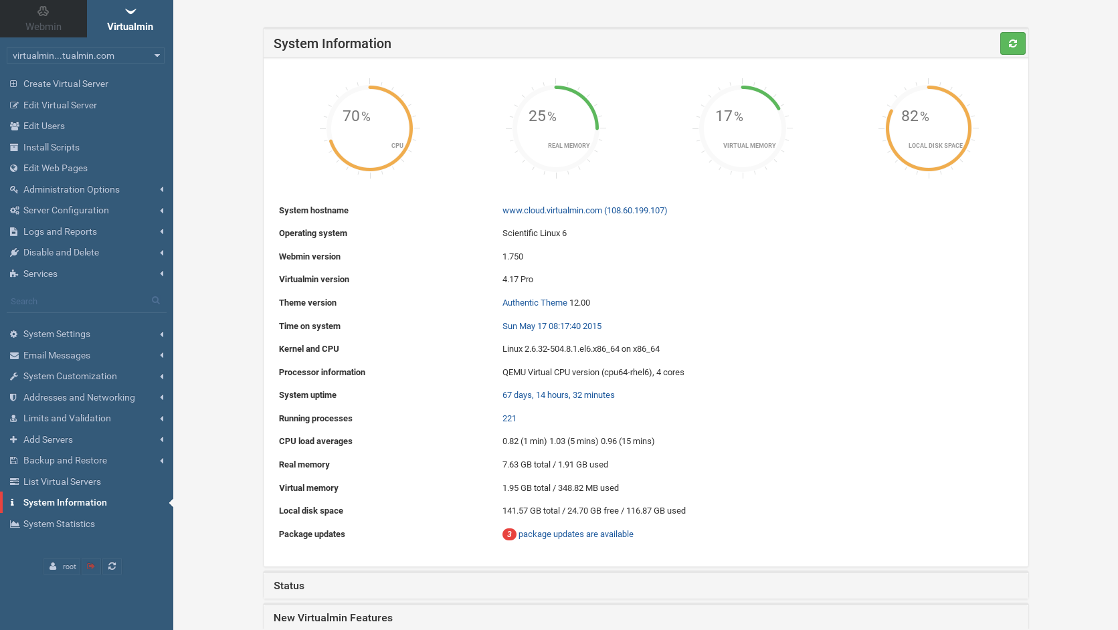 Webmin
Virtualmin
virtualmin...tualmin.com
Create Virtual Server
Edit Virtual Server
Edit Users
Install Scripts
Edit Web Pages
Administration Options
Server Configuration
Logs and Reports
Disable and Delete
Services
Search
System Settings
Email Messages
System Customization
Addresses and Networking
Limits and Validation
Add Servers
Backup and Restore
List Virtual Servers
System Information
System Statistics
root
System Information
70%
CPU
25%
REAL MEMORY
17%
VIRTUAL MEMORY
82%
LOCAL DISK SPACE
System hostname www.cloud.virtualmin.com (108.60.199.107)
Operating system Scientific Linux 6
Webmin version 1.750
Virtualmin version 4.17 Pro
Theme version Authentic Theme 12.00
Time on system Sun May 17 08:17:40 2015
Kernel and CPU Linux 2.6.32-504.8.1.el6.x86_64 on x86_64
Processor information QEMU Virtual CPU version (cpu64-rhel6), 4 cores
System uptime 67 days, 14 hours, 32 minutes
Running processes 221
CPU load averages 0.82 (1 min) 1.03 (5 mins) 0.96 (15 mins)
Real memory 7.63 GB total / 1.91 GB used
Virtual memory 1.95 GB total / 348.82 MB used
Local disk space 141.57 GB total / 24.70 GB free / 116.87 GB used
Package updates 3 package updates are available
Status
New Virtualmin Features